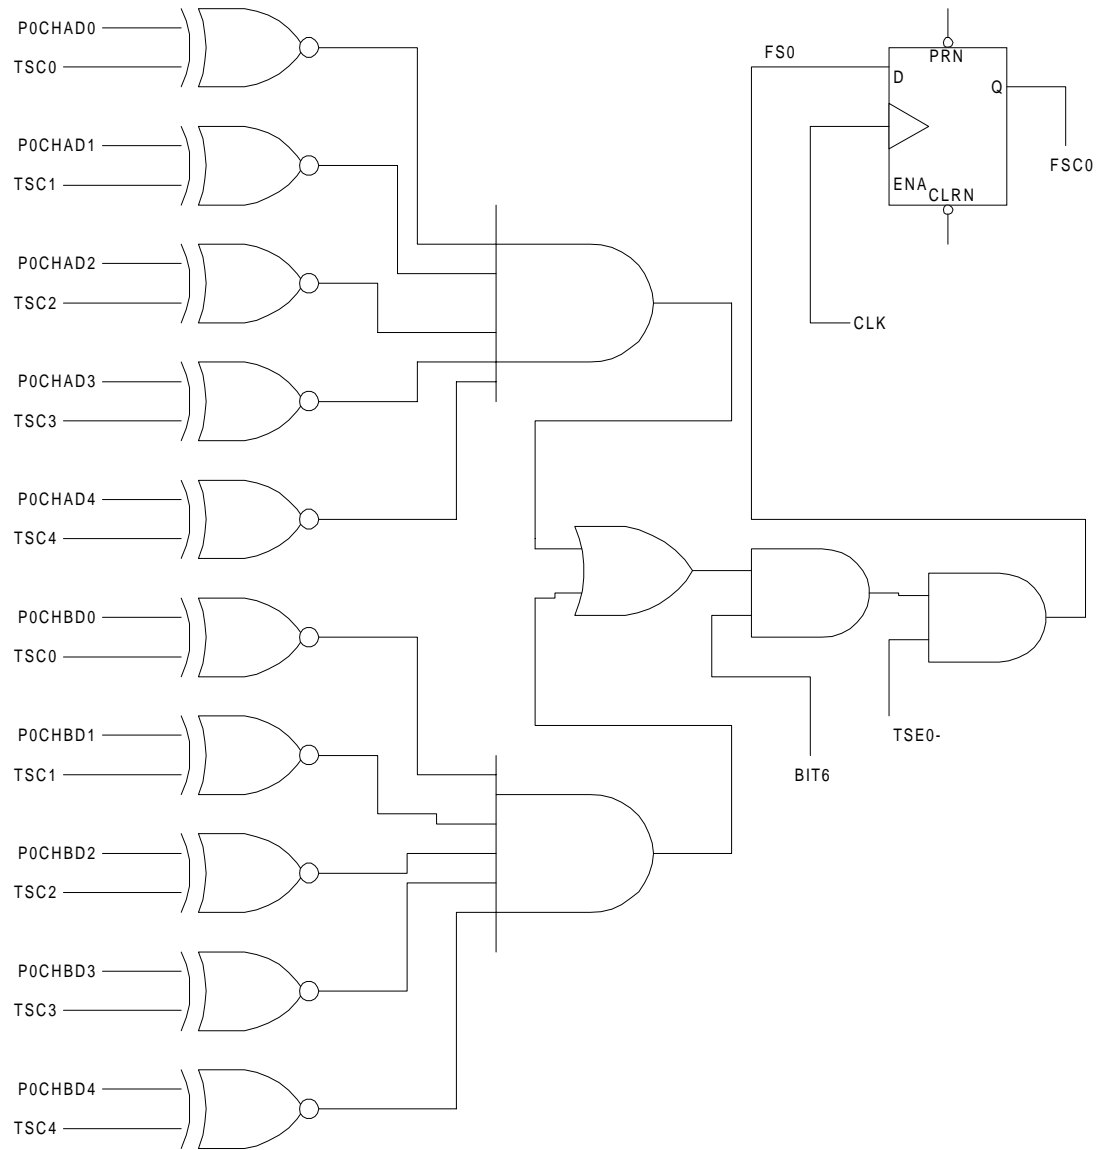 P0CHAD0
TSC0
P0CHAD1
TSC1
P0CHAD2
TSC2
P0CHAD3
TSC3
P0CHAD4
TSC4
P0CHBD0
TSC0
P0CHBD1
TSC1
P0CHBD2
TSC2
P0CHBD3
TSC3
P0CHBD4
TSC4
FS0
PRN
D
Q
ENA
CLRN
FSC0
CLK
TSE0-
BIT6